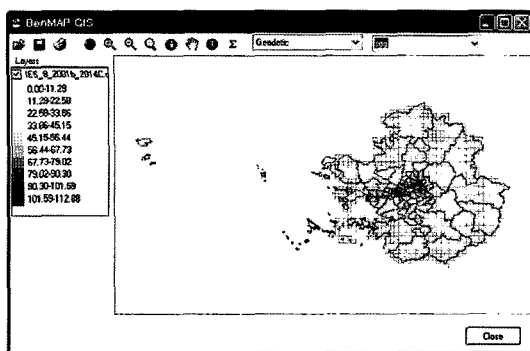 BenMAP GIS
Geodetic
Layers
IES_9_2001b_2014C.
0.00-11.29
11.29-22.58
22.58-33.86
33.86-45.15
45.15-56.44
56.44-67.73
67.73-79.02
79.02-90.30
90.30-101.59
101.59-112.88
Close